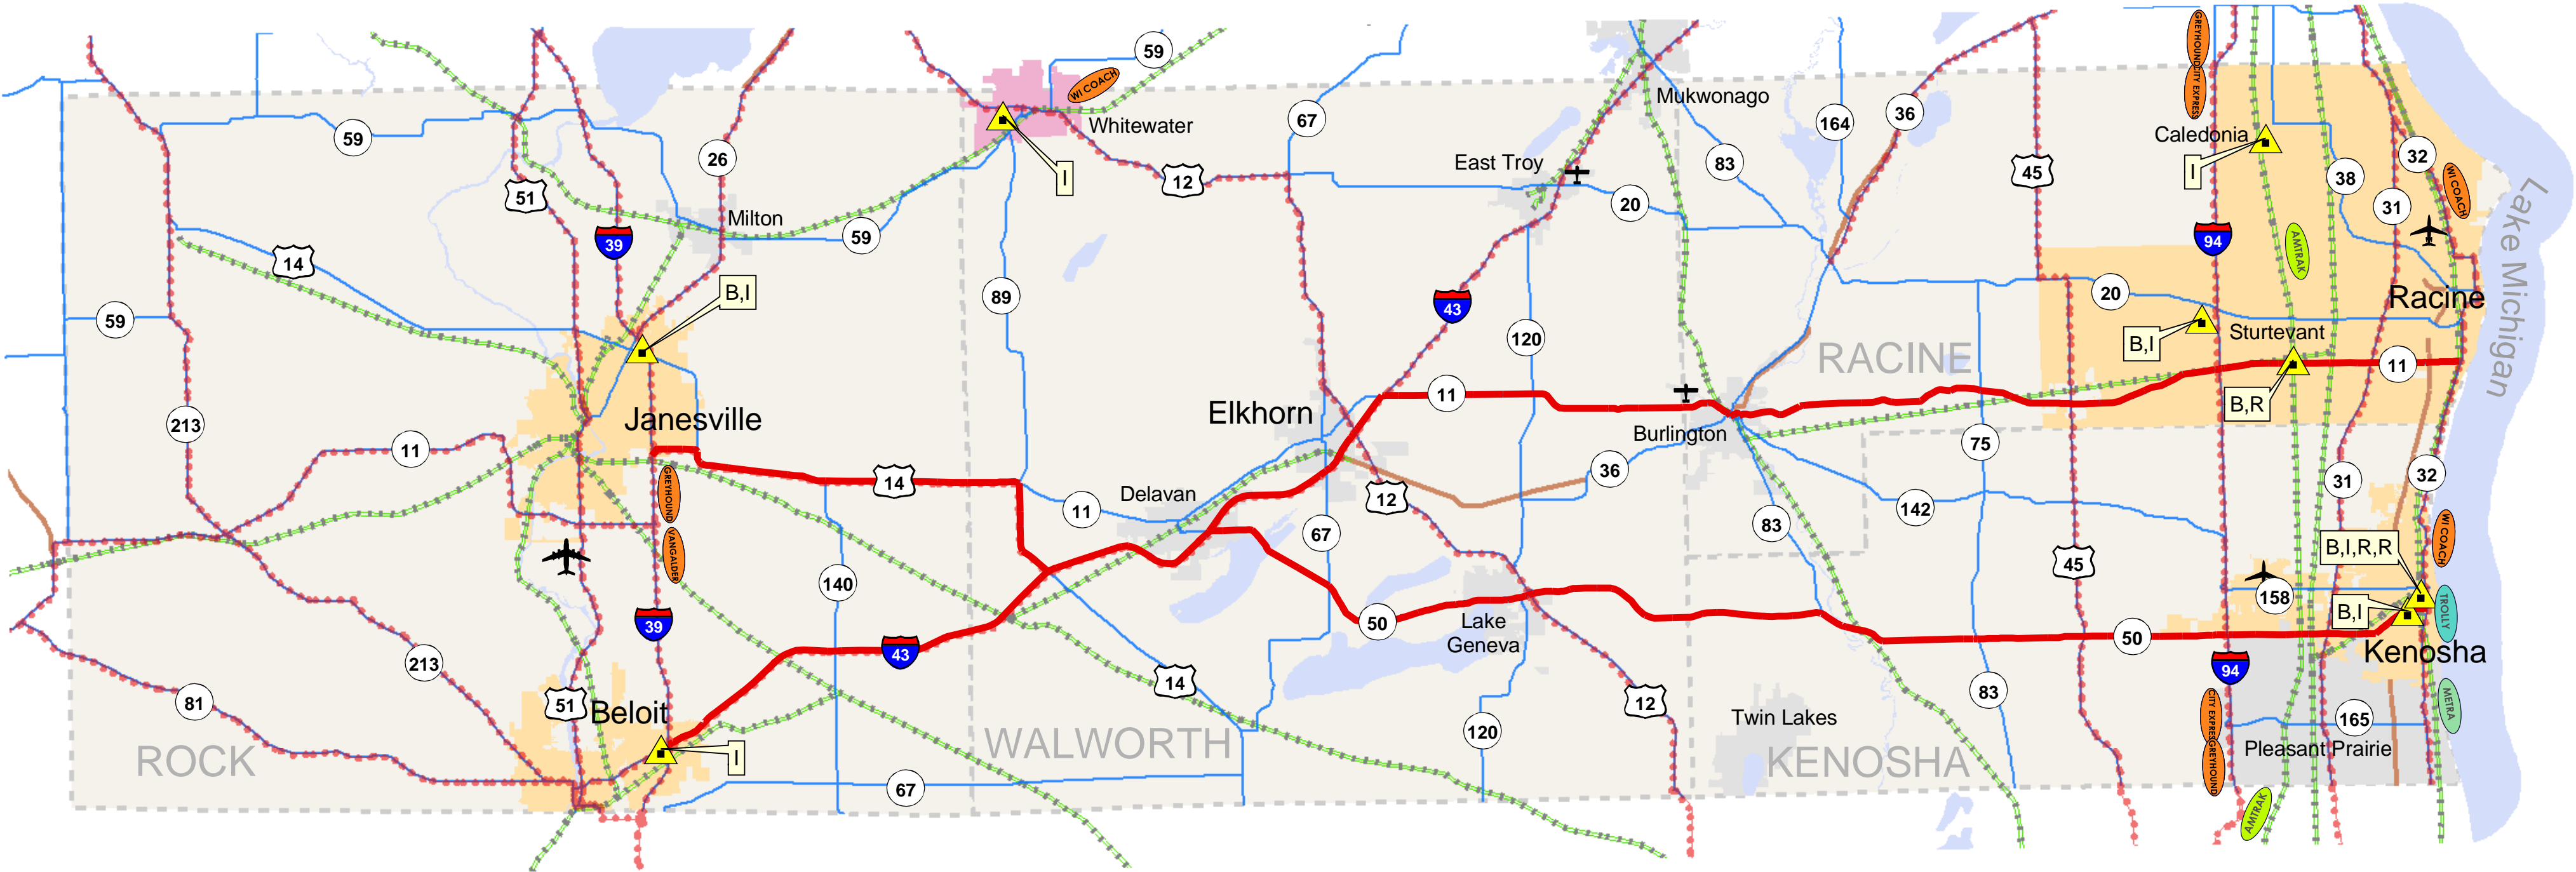 59
GREYHOUND
CITY EXPRES
WI COACH
Mukwonago
36
67
164
Whitewater
59
Caledonia
32
26
I
12
East Troy
83
45
I
38
WI COACH
51
20
31
Milton
59
39
94
AMTRAK
Lake Michigan
14
B,I
89
43
20
Racine
59
120
B,I
Sturtevant
RACINE
11
11
B,R
Janesville
Elkhorn
213
Burlington
11
75
36
32
14
Delavan
12
31
GREYHOUND
11
142
67
83
WI COACH
VANGALDER
B,I,R,R
45
140
158
TROLLY
39
50
Lake
Geneva
B,I
50
43
Kenosha
213
94
14
81
51
Beloit
12
83
METRA
CITY EXPRES
GREYHOUND
Twin Lakes
165
120
WALWORTH
Pleasant Prairie
ROCK
I
KENOSHA
67
AMTRAK